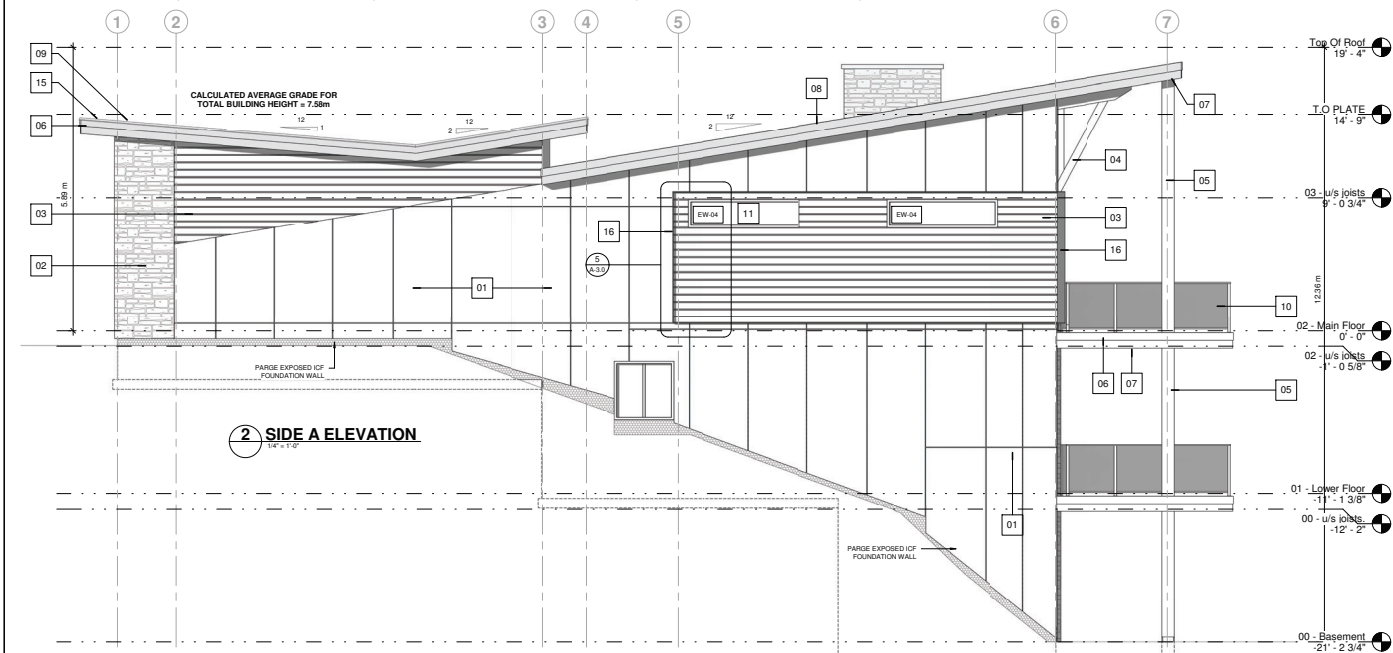 1
2
3
4
5
6
7
Top Of Roof
19' - 4"
09
15
06
CALCULATED AVERAGE GRADE FOR
TOTAL BUILDING HEIGHT = 7.58m
12
1
12
2
12
2
08
07
T.O PLATE
14' - 9"
04
05
5.89 m
03 - u/s joists
9' - 0 3/4"
03
EW-04
11
EW-04
03
16
16
5
A-3.0
02
01
12.36 m
10
02 - Main Floor
0' - 0"
02 - u/s joists
-1' - 0 5/8"
PARGE EXPOSED ICF
FOUNDATION WALL
06
07
05
2
SIDE A ELEVATION
1/4" = 1'-0"
01 - Lower Floor
-11' - 1 3/8"
00 - u/s joists
-12' - 2"
01
PARGE EXPOSED ICF
FOUNDATION WALL
00 - Basement
-21' - 2 3/4"